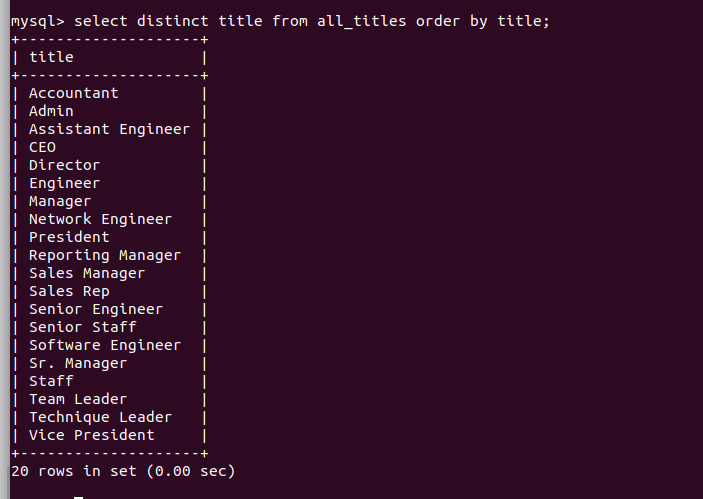 mysql> select distinct title from all_titles order by title;
+--------------------+
| title              |
+--------------------+
| Accountant         |
| Admin              |
| Assistant Engineer |
| CEO                |
| Director           |
| Engineer           |
| Manager            |
| Network Engineer   |
| President          |
| Reporting Manager  |
| Sales Manager      |
| Sales Rep          |
| Senior Engineer    |
| Senior Staff       |
| Software Engineer  |
| Sr. Manager        |
| Staff              |
| Team Leader        |
| Technique Leader   |
| Vice President     |
+--------------------+
20 rows in set (0.00 sec)